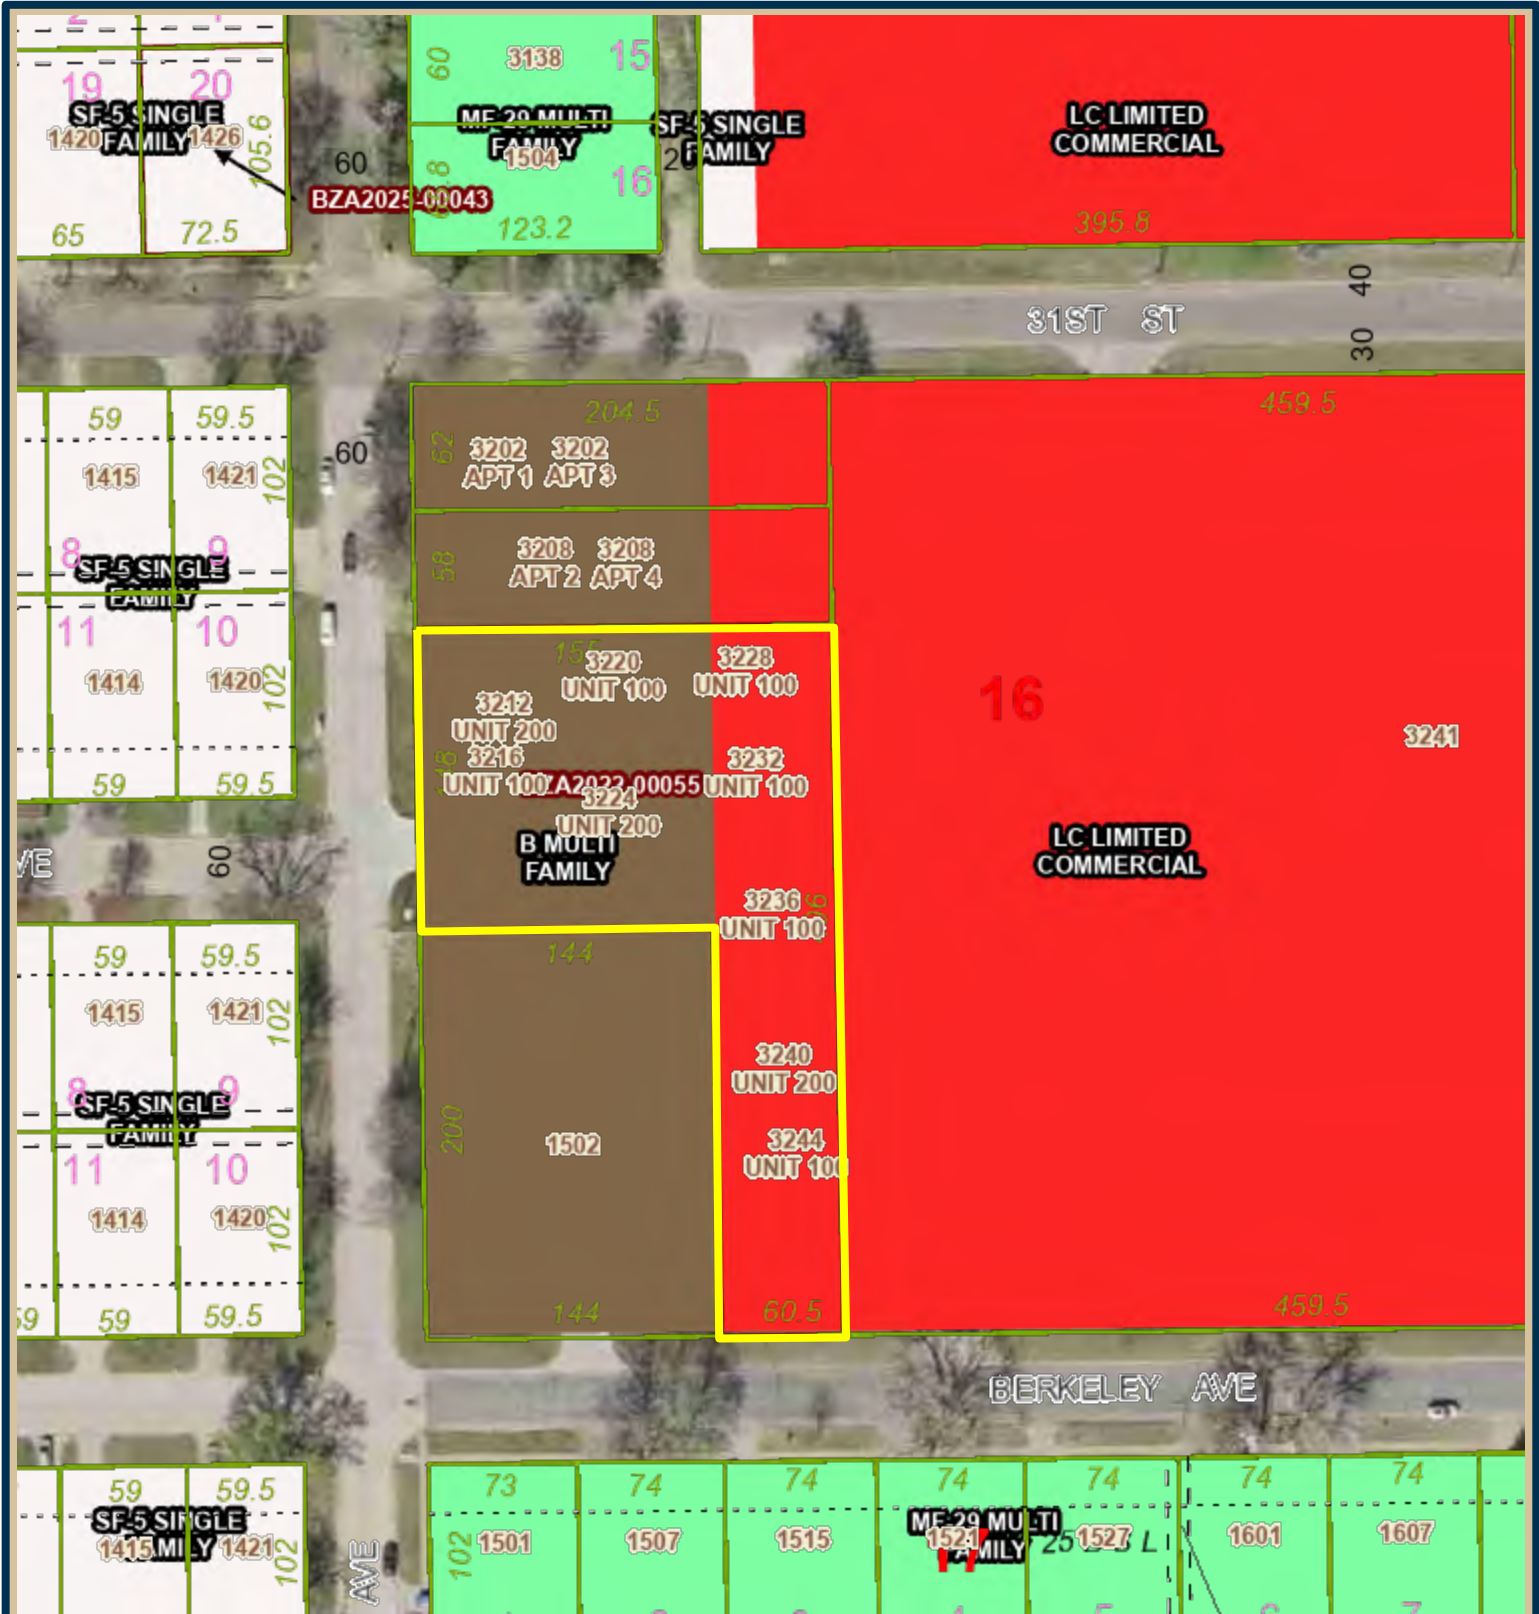 19 20 3138 15
60
SF-5 SINGLE
FAMILY
1420 1426
105.6
MF-29 MULTI
FAMILY
1504
SF-5 SINGLE
FAMILY
LC LIMITED
COMMERCIAL
60
16
BZA2025-00043
65 72.5 123.2 395.8
31ST ST
40
30
59 59.5
204.5
459.5
62
60
3202
APT 1
3202
APT 3
1415 1421
102
8 9
SF-5 SINGLE
FAMILY
58
3208
APT 2
3208
APT 4
11 10
1414 1420
102
59 59.5
155
3220
UNIT 100
3228
UNIT 100
3212
UNIT 200
3216
UNIT 100
3232
UNIT 100
3224
UNIT 200
B MULTI
FAMILY
16
3241
LC LIMITED
COMMERCIAL
VE
60
3236
UNIT 100
59 59.5
144
1415 1421
102
8 9
SF-5 SINGLE
FAMILY
11 10
1414 1420
102
200
1502
3240
UNIT 200
3244
UNIT 100
59 59 59.5
144 60.5 459.5
BERKELEY AVE
59 59.5
73 74 74 74 74 74 74
SF-5 SINGLE
FAMILY
1415 1421
102
AVE
102
1501 1507 1515 1521 1527 1601 1607
MF-29 MULTI
FAMILY
17